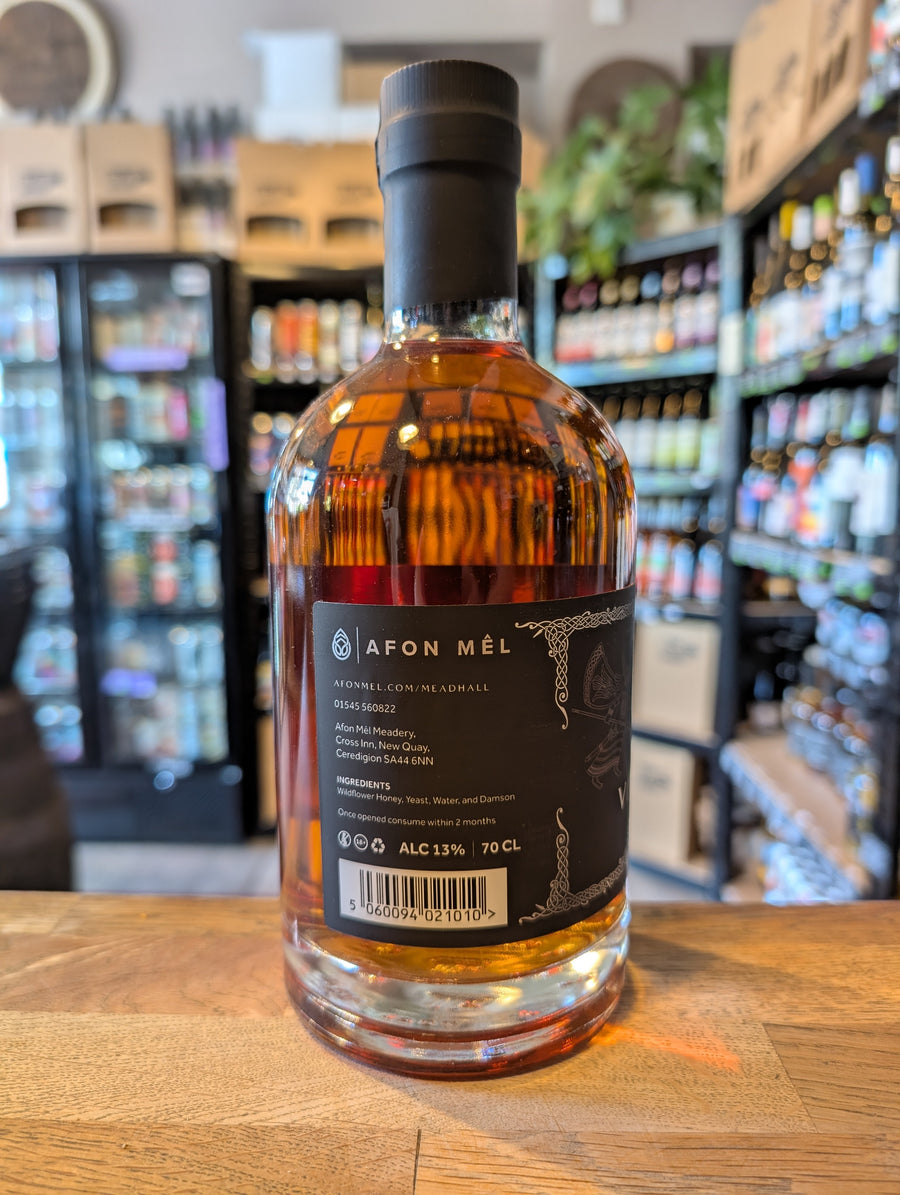 AFON MÊL
AFONMEL.COM/MEADHALL
01545 560822
Afon Mêl Meadery,
Cross Inn, New Quay,
Ceredigion SA44 6NN
INGREDIENTS
Wildflower Honey, Yeast, Water, and Damson
Once opened consume within 2 months
18+ ALC 13% | 70 CL
5 060094 021010 >
V